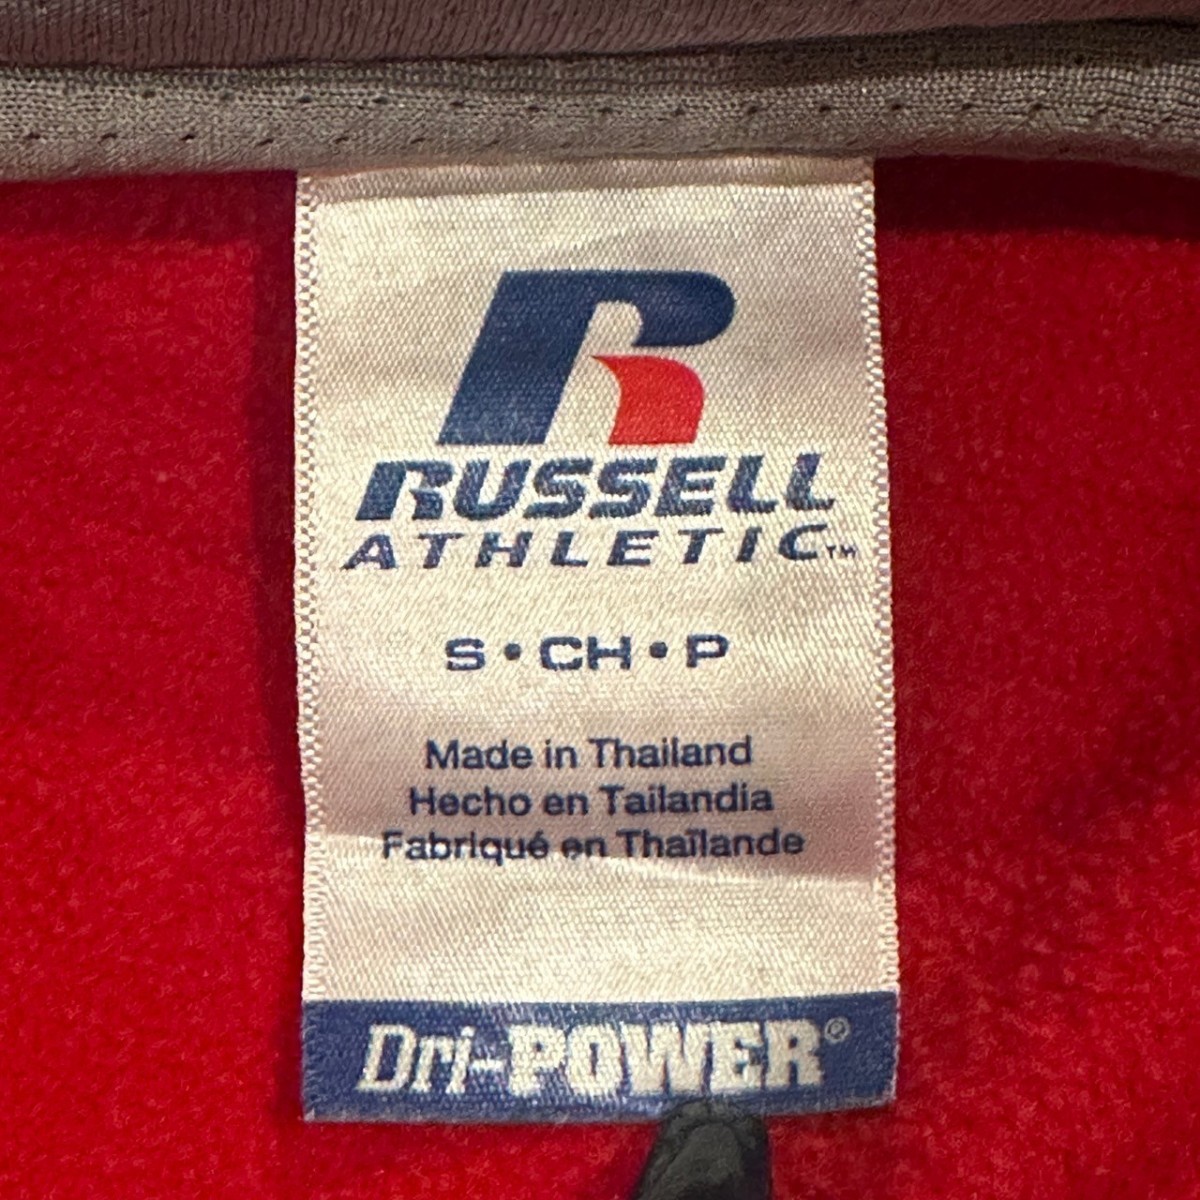 RUSSELL
ATHLETIC™
S • CH • P
Made in Thailand
Hecho en Tailandia
Fabriqué en Thaïlande
Dri-POWER®